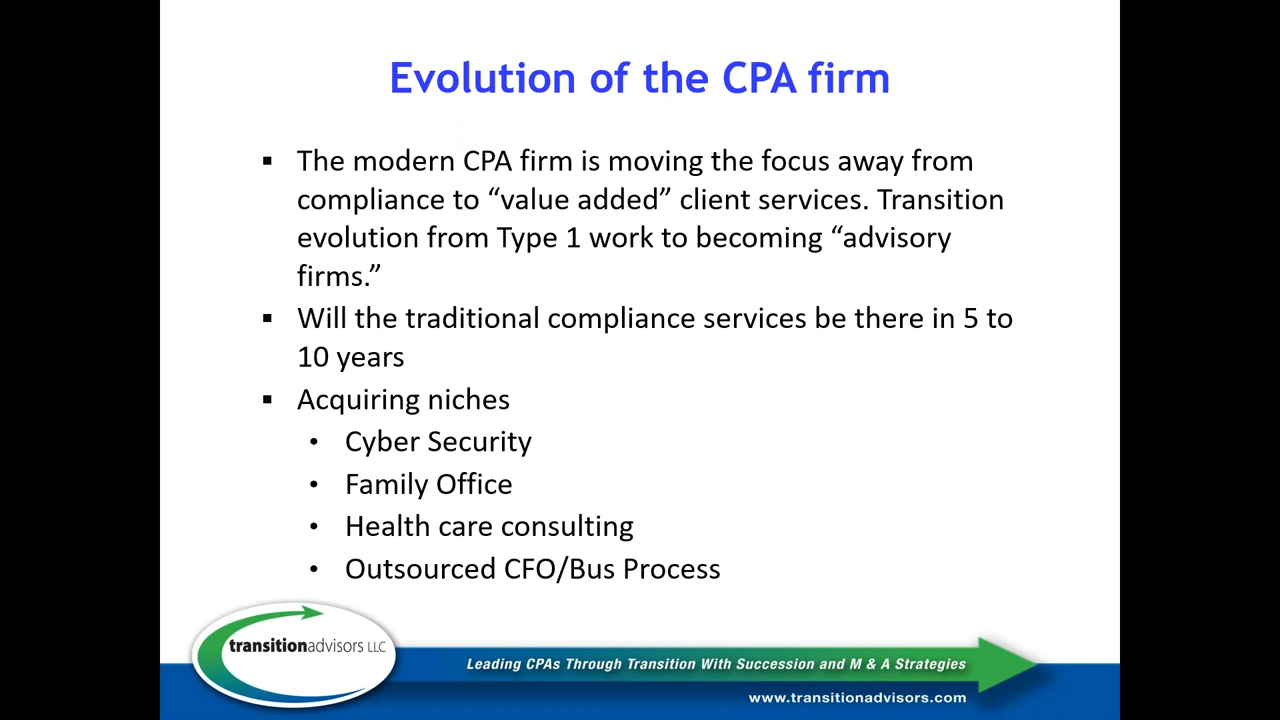 Evolution of the CPA firm
▪ The modern CPA firm is moving the focus away from
compliance to “value added” client services. Transition
evolution from Type 1 work to becoming “advisory
firms.”
▪ Will the traditional compliance services be there in 5 to
10 years
▪ Acquiring niches
• Cyber Security
• Family Office
• Health care consulting
• Outsourced CFO/Bus Process
transitionadvisors LLC
Leading CPAs Through Transition With Succession and M & A Strategies
www.transitionadvisors.com